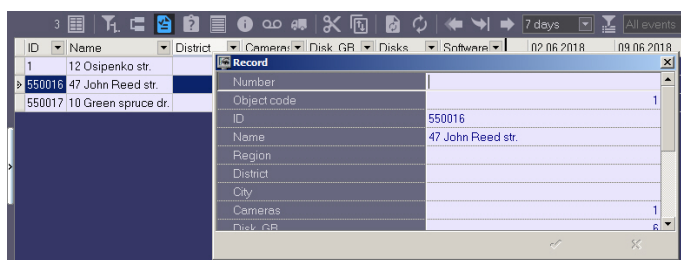 3 7 days All events
ID Name District Cameras Disk, GB Disks Software 02.06.2018 09.06.2018
1 12 Osipenko str.
550016 47 John Reed str.
550017 10 Green spruce dr.
Record
Number
Object code 1
ID 550016
Name 47 John Reed str.
Region
District
City
Cameras 1
Disk, GB 6